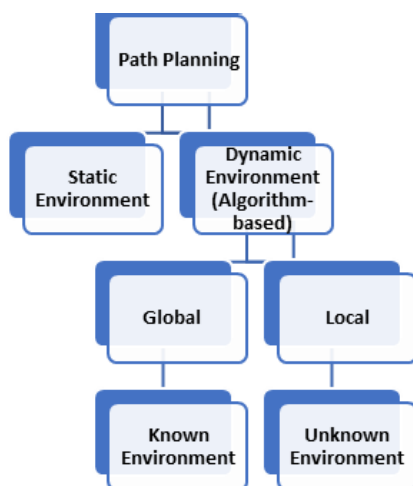 Path Planning
Static
Environment
Dynamic
Environment
(Algorithm-
based)
Global
Local
Known
Environment
Unknown
Environment